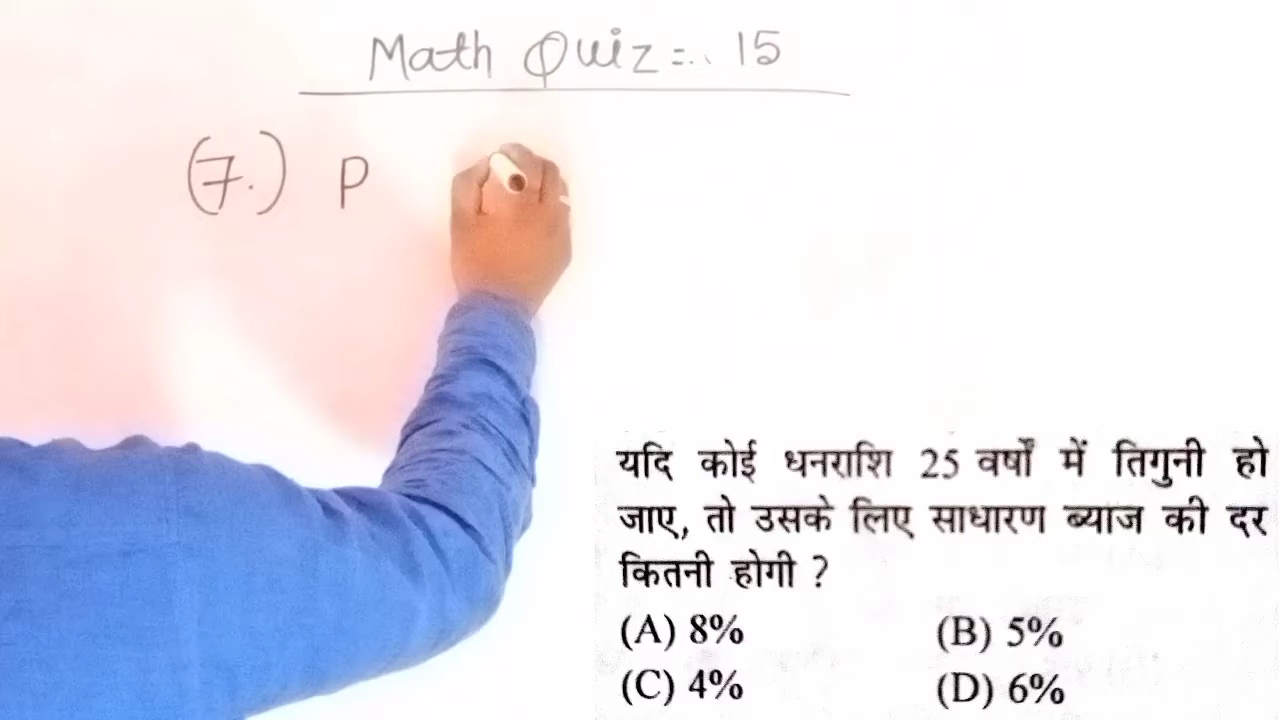 Math Quiz =.. 15
(7.) P
यदि कोई धनराशि 25 वर्षों में तिगुनी हो
जाए, तो उसके लिए साधारण ब्याज की दर
कितनी होगी ?
(A) 8% (B) 5%
(C) 4% (D) 6%